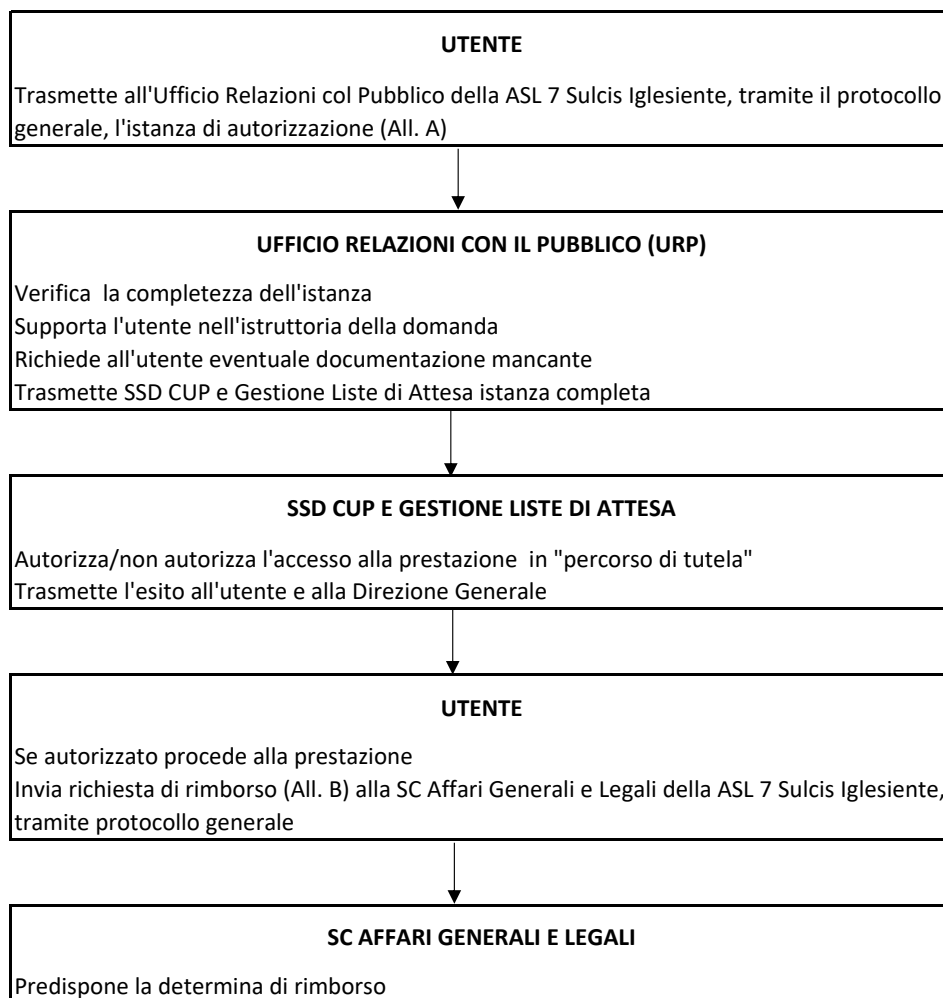 UTENTE
Trasmette all'Ufficio Relazioni col Pubblico della ASL 7 Sulcis Iglesiente, tramite il protocollo
generale, l'istanza di autorizzazione (All. A)
UFFICIO RELAZIONI CON IL PUBBLICO (URP)
Verifica la completezza dell'istanza
Supporta l'utente nell'istruttoria della domanda
Richiede all'utente eventuale documentazione mancante
Trasmette SSD CUP e Gestione Liste di Attesa istanza completa
SSD CUP E GESTIONE LISTE DI ATTESA
Autorizza/non autorizza l'accesso alla prestazione in "percorso di tutela"
Trasmette l'esito all'utente e alla Direzione Generale
UTENTE
Se autorizzato procede alla prestazione
Invia richiesta di rimborso (All. B) alla SC Affari Generali e Legali della ASL 7 Sulcis Iglesiente,
tramite protocollo generale
SC AFFARI GENERALI E LEGALI
Predispone la determina di rimborso